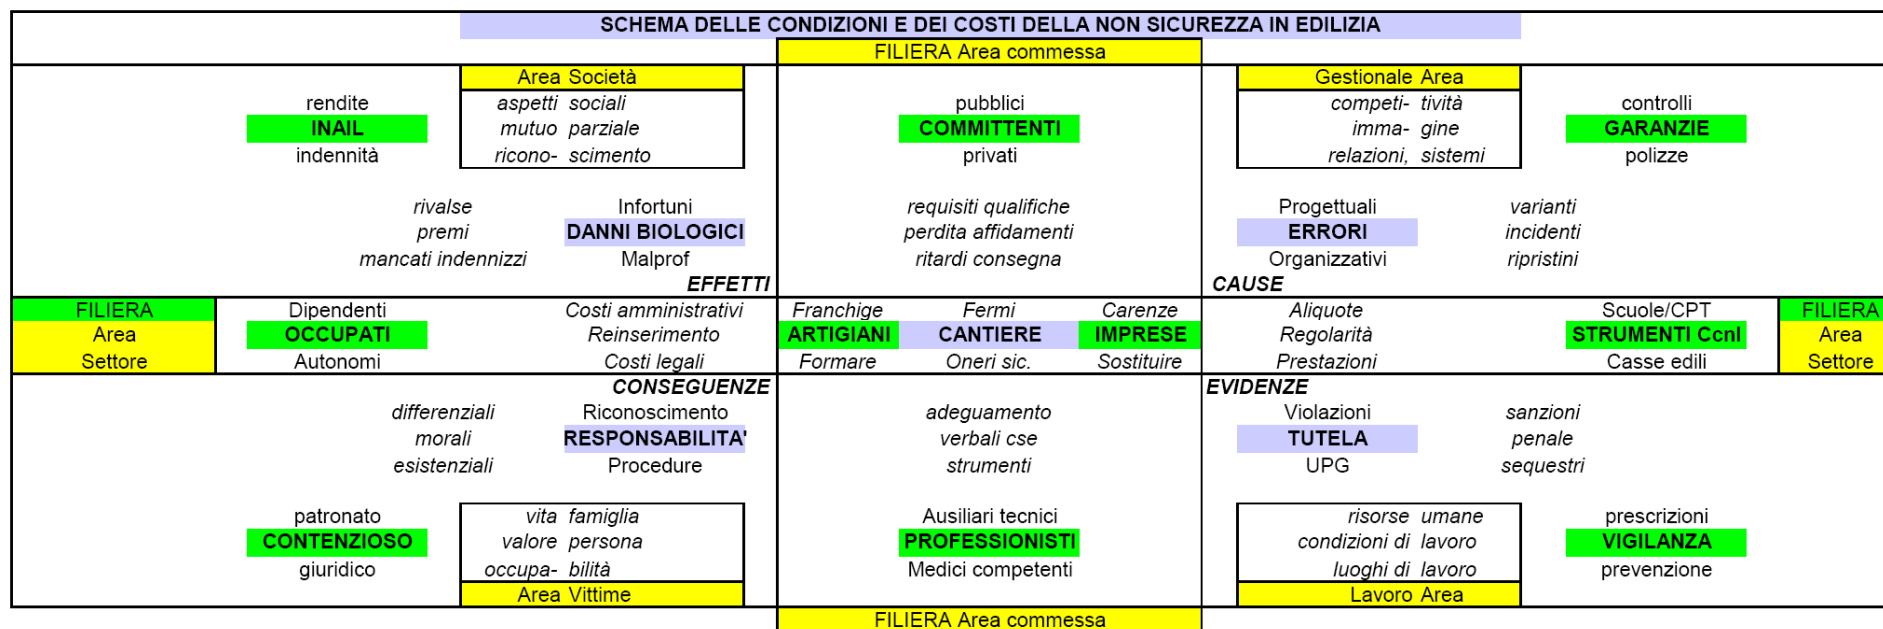 SCHEMA DELLE CONDIZIONI E DEI COSTI DELLA NON SICUREZZA IN EDILIZIA
FILIERA Area commessa
Area Società Gestionale Area
rendite aspetti sociali pubblici competi- tività controlli
INAIL mutuo parziale COMMITTENTI imma- gine GARANZIE
indennità ricono- scimento privati relazioni, sistemi polizze
rivalse Infortuni requisiti qualifiche Progettuali varianti
premi DANNI BIOLOGICI perdita affidamenti ERRORI incidenti
mancati indennizzi Malprof ritardi consegna Organizzativi ripristini
EFFETTI CAUSE
FILIERA Dipendenti Costi amministrativi Franchige Fermi Carenze Aliquote Scuole/CPT FILIERA
Area OCCUPATI Reinserimento ARTIGIANI CANTIERE IMPRESE Regolarità STRUMENTI Ccnl Area
Settore Autonomi Costi legali Formare Oneri sic. Sostituire Prestazioni Casse edili Settore
CONSEGUENZE EVIDENZE
differenziali Riconoscimento adeguamento Violazioni sanzioni
morali RESPONSABILITA' verbali cse TUTELA penale
esistenziali Procedure strumenti UPG sequestri
patronato vita famiglia Ausiliari tecnici risorse umane prescrizioni
CONTENZIOSO valore persona PROFESSIONISTI condizioni di lavoro VIGILANZA
giuridico occupa- bilità Medici competenti luoghi di lavoro prevenzione
Area Vittime Lavoro Area
FILIERA Area commessa